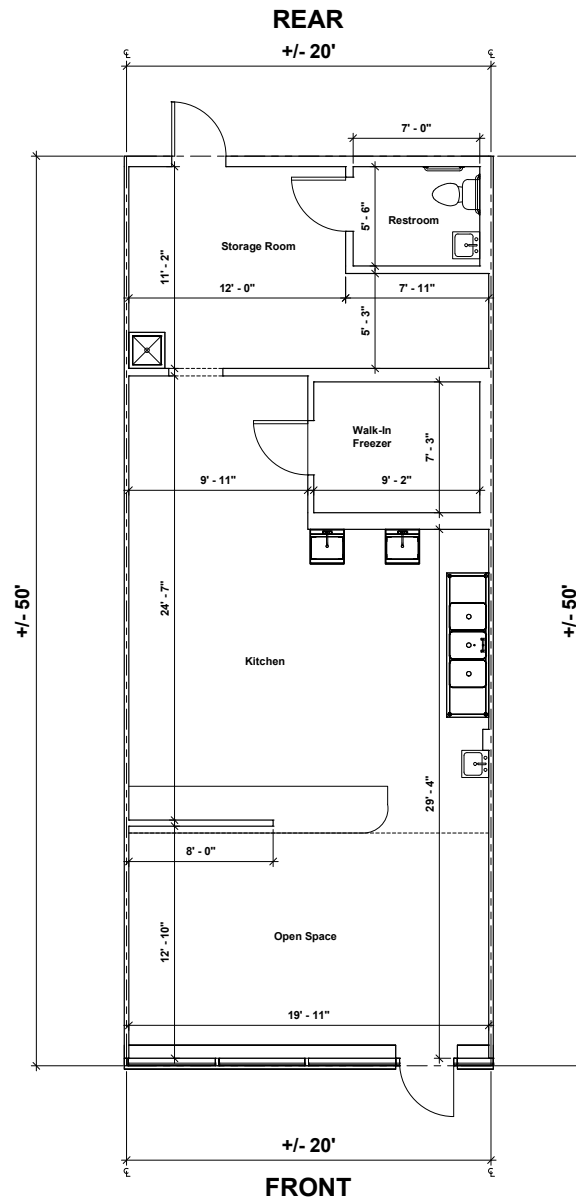 REAR
+/- 20'
℄
℄
7' - 0"
5' - 6"
Restroom
Storage Room
11' - 2"
12' - 0"
7' - 11"
5' - 3"
Walk-In
Freezer
7' - 3"
9' - 11"
9' - 2"
+/- 50'
+/- 50'
24' - 7"
Kitchen
29' - 4"
8' - 0"
12' - 10"
Open Space
19' - 11"
+/- 20'
℄
℄
FRONT